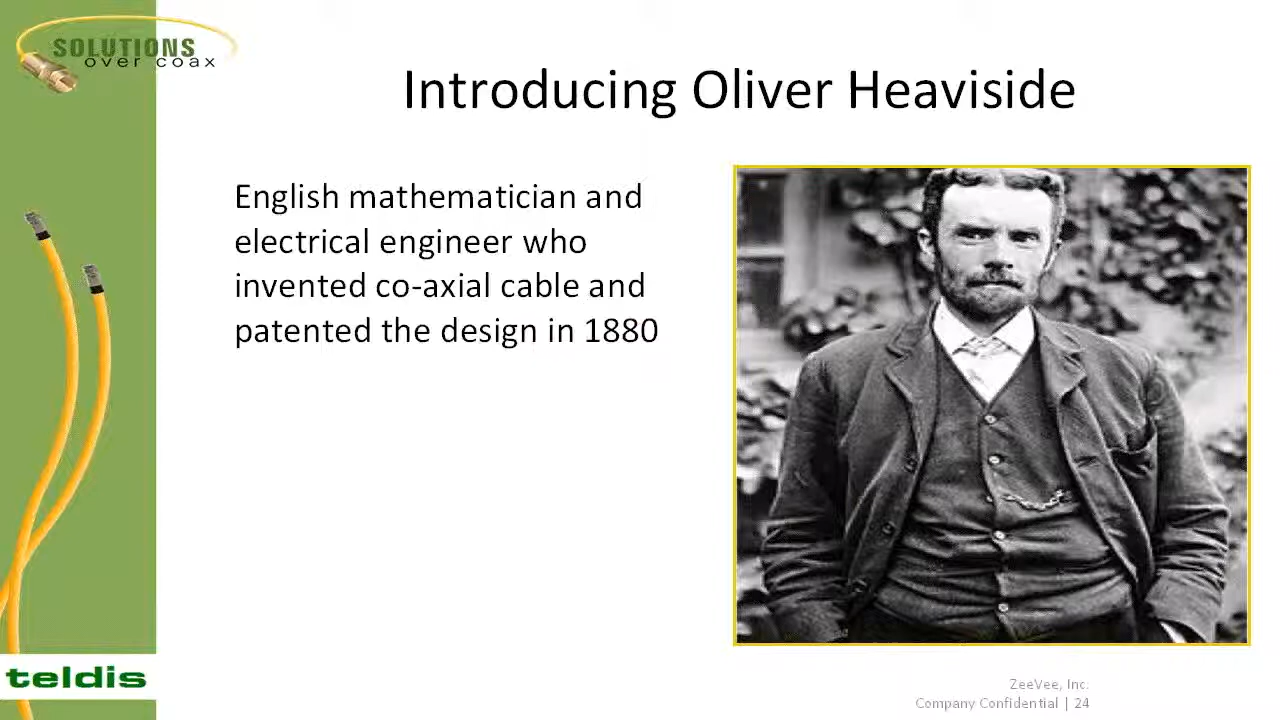 SOLUTIONS
over coax
Introducing Oliver Heaviside
English mathematician and
electrical engineer who
invented co-axial cable and
patented the design in 1880
teldis
ZeeVee, Inc.
Company Confidential | 24